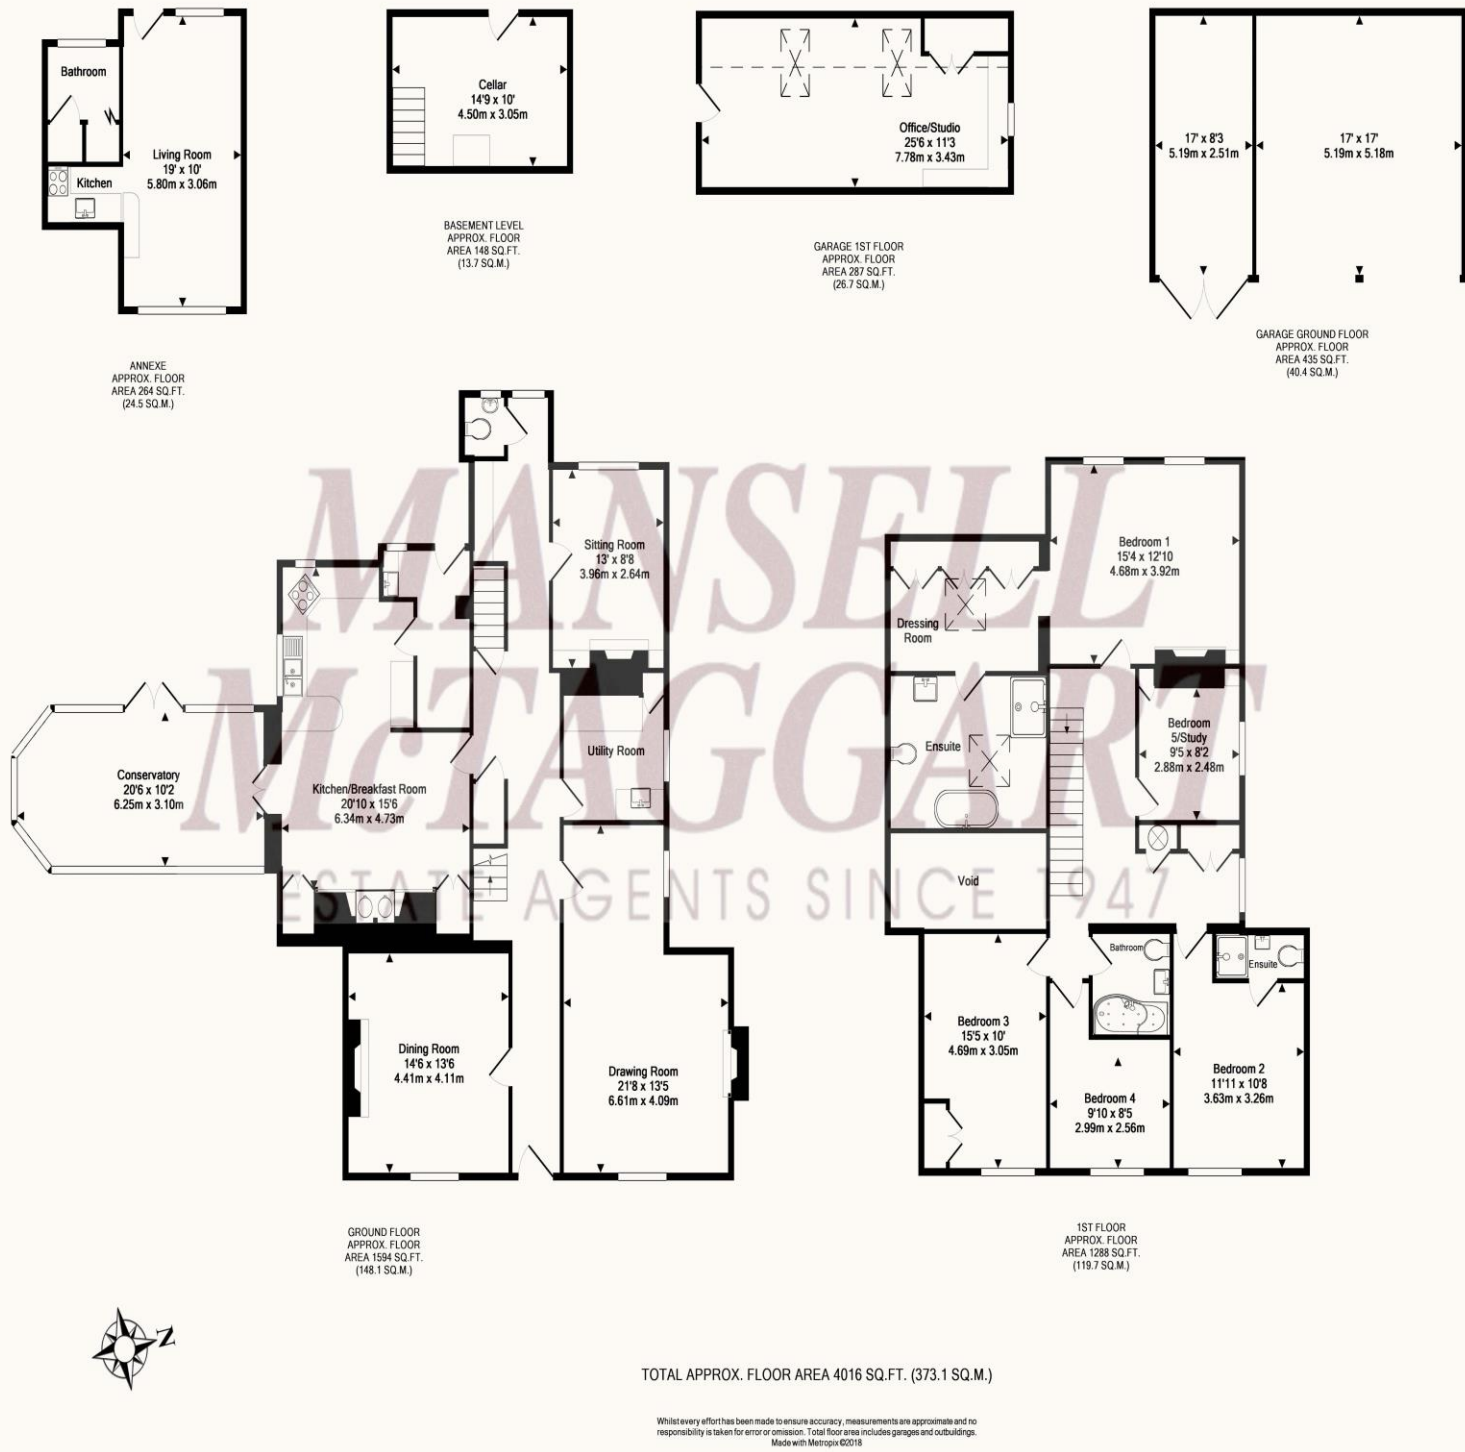 Bathroom
Living Room
19' x 10'
5.80m x 3.06m
Kitchen
ANNEXE
APPROX. FLOOR
AREA 264 SQ.FT.
(24.5 SQ.M.)
Cellar
14'9 x 10'
4.50m x 3.05m
BASEMENT LEVEL
APPROX. FLOOR
AREA 148 SQ.FT.
(13.7 SQ.M.)
Office/Studio
25'6 x 11'3
7.78m x 3.43m
GARAGE 1ST FLOOR
APPROX. FLOOR
AREA 287 SQ.FT.
(26.7 SQ.M.)
17' x 8'3
5.19m x 2.51m
17' x 17'
5.19m x 5.18m
GARAGE GROUND FLOOR
APPROX. FLOOR
AREA 435 SQ.FT.
(40.4 SQ.M.)
MANSELL
McTAGGART
ESTATE AGENTS SINCE 1947
Sitting Room
13' x 8'8
3.96m x 2.64m
Utility Room
Conservatory
20'6 x 10'2
6.25m x 3.10m
Kitchen/Breakfast Room
20'10 x 15'6
6.34m x 4.73m
Dining Room
14'6 x 13'6
4.41m x 4.11m
Drawing Room
21'8 x 13'5
6.61m x 4.09m
GROUND FLOOR
APPROX. FLOOR
AREA 1594 SQ.FT.
(148.1 SQ.M.)
Bedroom 1
15'4 x 12'10
4.68m x 3.92m
Dressing
Room
Ensuite
Bedroom
5/Study
9'5 x 8'2
2.88m x 2.48m
Void
Bathroom
Ensuite
Bedroom 3
15'5 x 10'
4.69m x 3.05m
Bedroom 4
9'10 x 8'5
2.99m x 2.56m
Bedroom 2
11'11 x 10'8
3.63m x 3.26m
1ST FLOOR
APPROX. FLOOR
AREA 1288 SQ.FT.
(119.7 SQ.M.)
N
TOTAL APPROX. FLOOR AREA 4016 SQ.FT. (373.1 SQ.M.)
Whilst every effort has been made to ensure accuracy, measurements are approximate and no
responsibility is taken for error or omission. Total floor area includes garages and outbuildings.
Made with Metropix ©2018